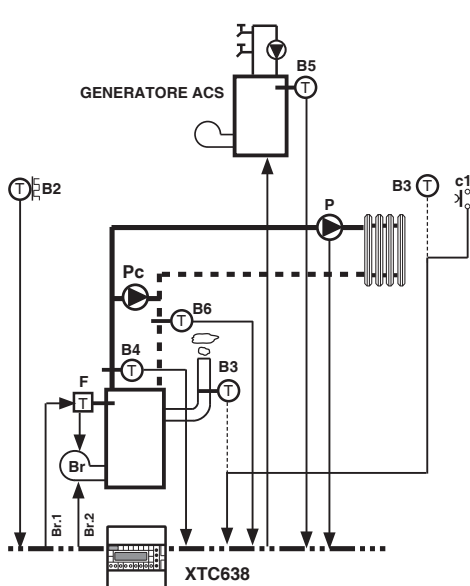 B5
GENERATORE ACS
T
T B2
B3 T
c1
P
Pc
B6
T
B4
T
B3
T
F
T
Br
Br.1
Br.2
XTC638